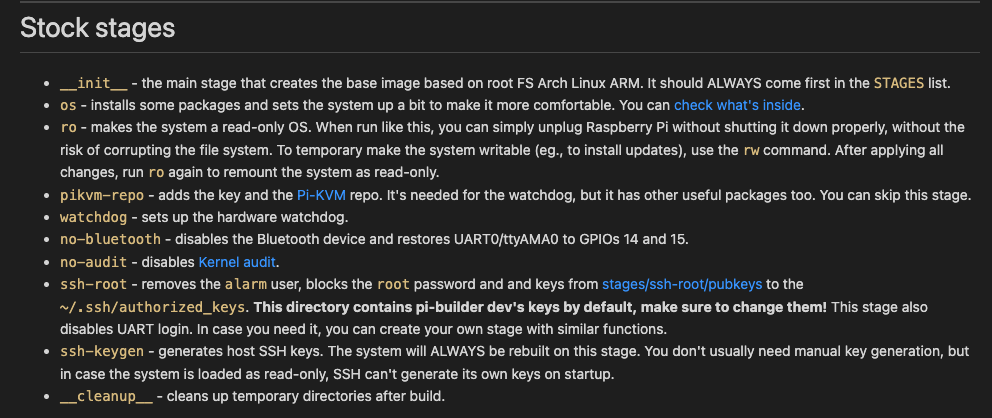 Stock stages
• __init__ - the main stage that creates the base image based on root FS Arch Linux ARM. It should ALWAYS come first in the STAGES list.
• os - installs some packages and sets the system up a bit to make it more comfortable. You can check what's inside.
• ro - makes the system a read-only OS. When run like this, you can simply unplug Raspberry Pi without shutting it down properly, without the
risk of corrupting the file system. To temporary make the system writable (eg., to install updates), use the rw command. After applying all
changes, run ro again to remount the system as read-only.
• pikvm-repo - adds the key and the Pi-KVM repo. It's needed for the watchdog, but it has other useful packages too. You can skip this stage.
• watchdog - sets up the hardware watchdog.
• no-bluetooth - disables the Bluetooth device and restores UART0/ttyAMA0 to GPIOs 14 and 15.
• no-audit - disables Kernel audit.
• ssh-root - removes the alarm user, blocks the root password and and keys from stages/ssh-root/pubkeys to the
~/.ssh/authorized_keys. This directory contains pi-builder dev's keys by default, make sure to change them! This stage also
disables UART login. In case you need it, you can create your own stage with similar functions.
• ssh-keygen - generates host SSH keys. The system will ALWAYS be rebuilt on this stage. You don't usually need manual key generation, but
in case the system is loaded as read-only, SSH can't generate its own keys on startup.
• __cleanup__ - cleans up temporary directories after build.